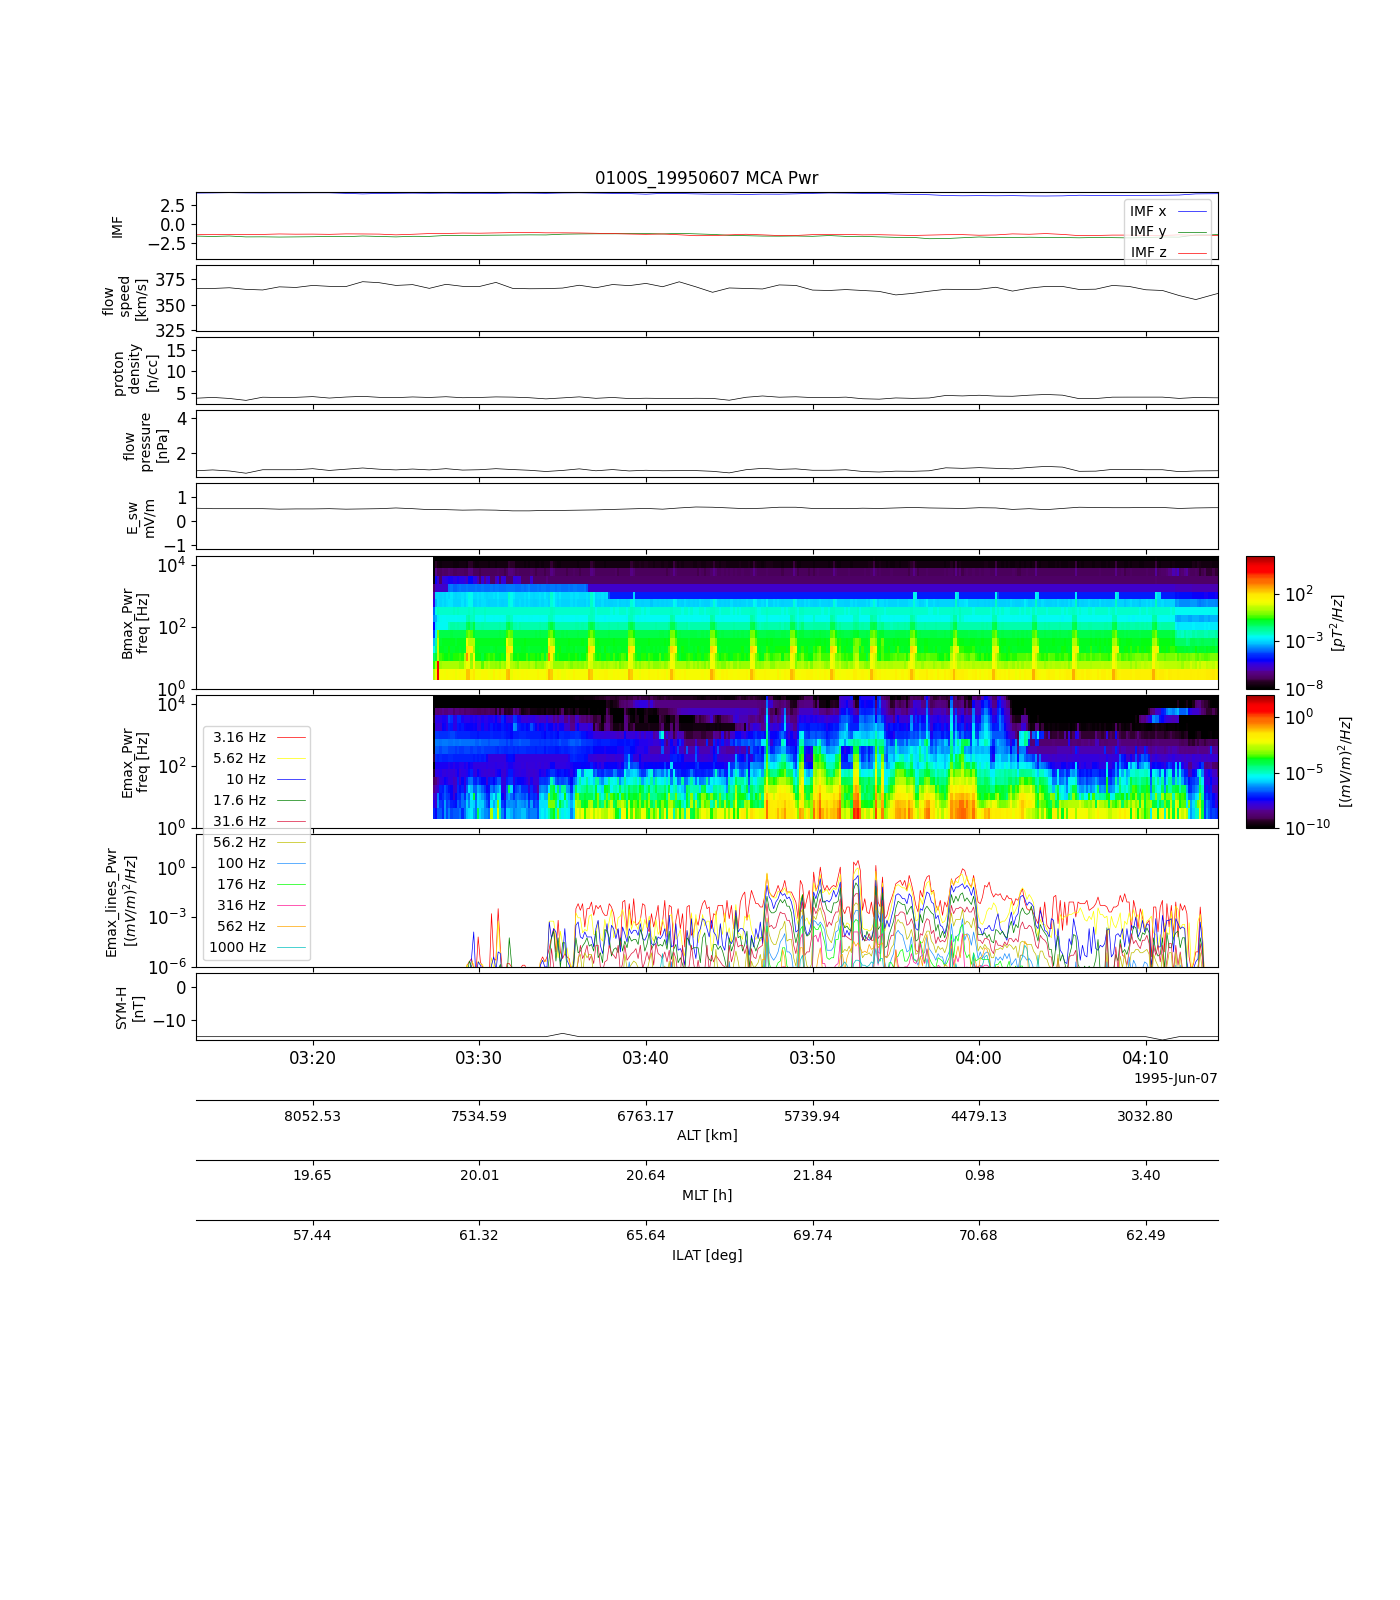 0100S_19950607 MCA Pwr
IMF
2.5
0.0
−2.5
IMF x
IMF y
IMF z
flow
speed
[km/s]
375
350
325
proton
density
[n/cc]
15
10
5
flow
pressure
[nPa]
4
2
E_sw
mV/m
1
0
−1
Bmax_Pwr
freq [Hz]
10^4
10^2
10^0
10^2
10^−3
10^−8
[pT^2/Hz]
Emax_Pwr
freq [Hz]
10^4
10^2
10^0
10^0
10^−5
10^−10
[(mV/m)^2/Hz]
3.16 Hz
5.62 Hz
10 Hz
17.6 Hz
31.6 Hz
56.2 Hz
100 Hz
176 Hz
316 Hz
562 Hz
1000 Hz
Emax_lines_Pwr
[(mV/m)^2/Hz]
10^0
10^−3
10^−6
SYM-H
[nT]
0
−10
03:20 03:30 03:40 03:50 04:00 04:10
1995-Jun-07
8052.53 7534.59 6763.17 5739.94 4479.13 3032.80
ALT [km]
19.65 20.01 20.64 21.84 0.98 3.40
MLT [h]
57.44 61.32 65.64 69.74 70.68 62.49
ILAT [deg]